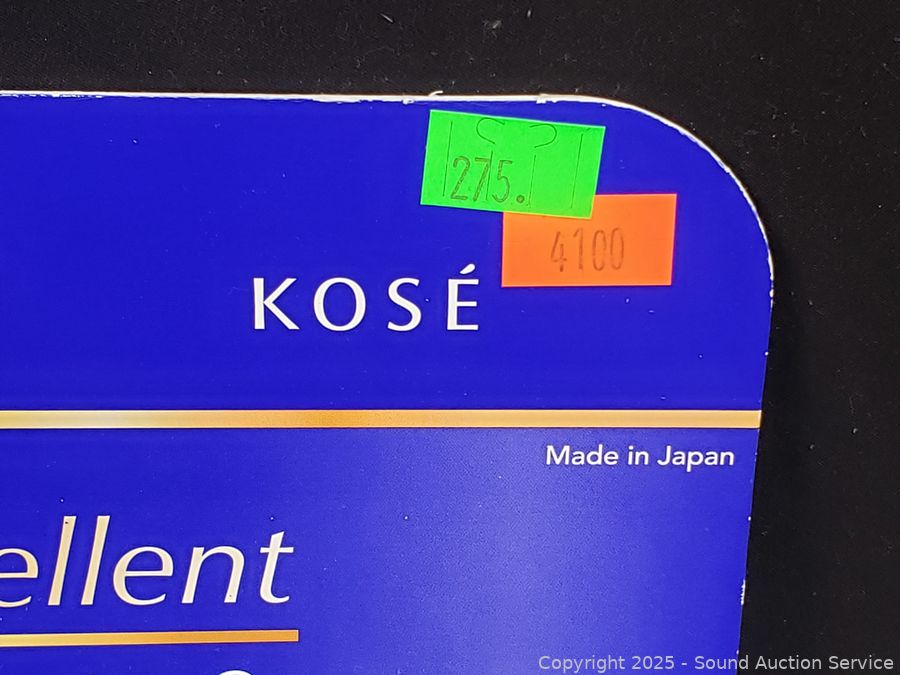 275.
4100
KOSÉ
Made in Japan
ellent
Copyright 2025 - Sound Auction Service